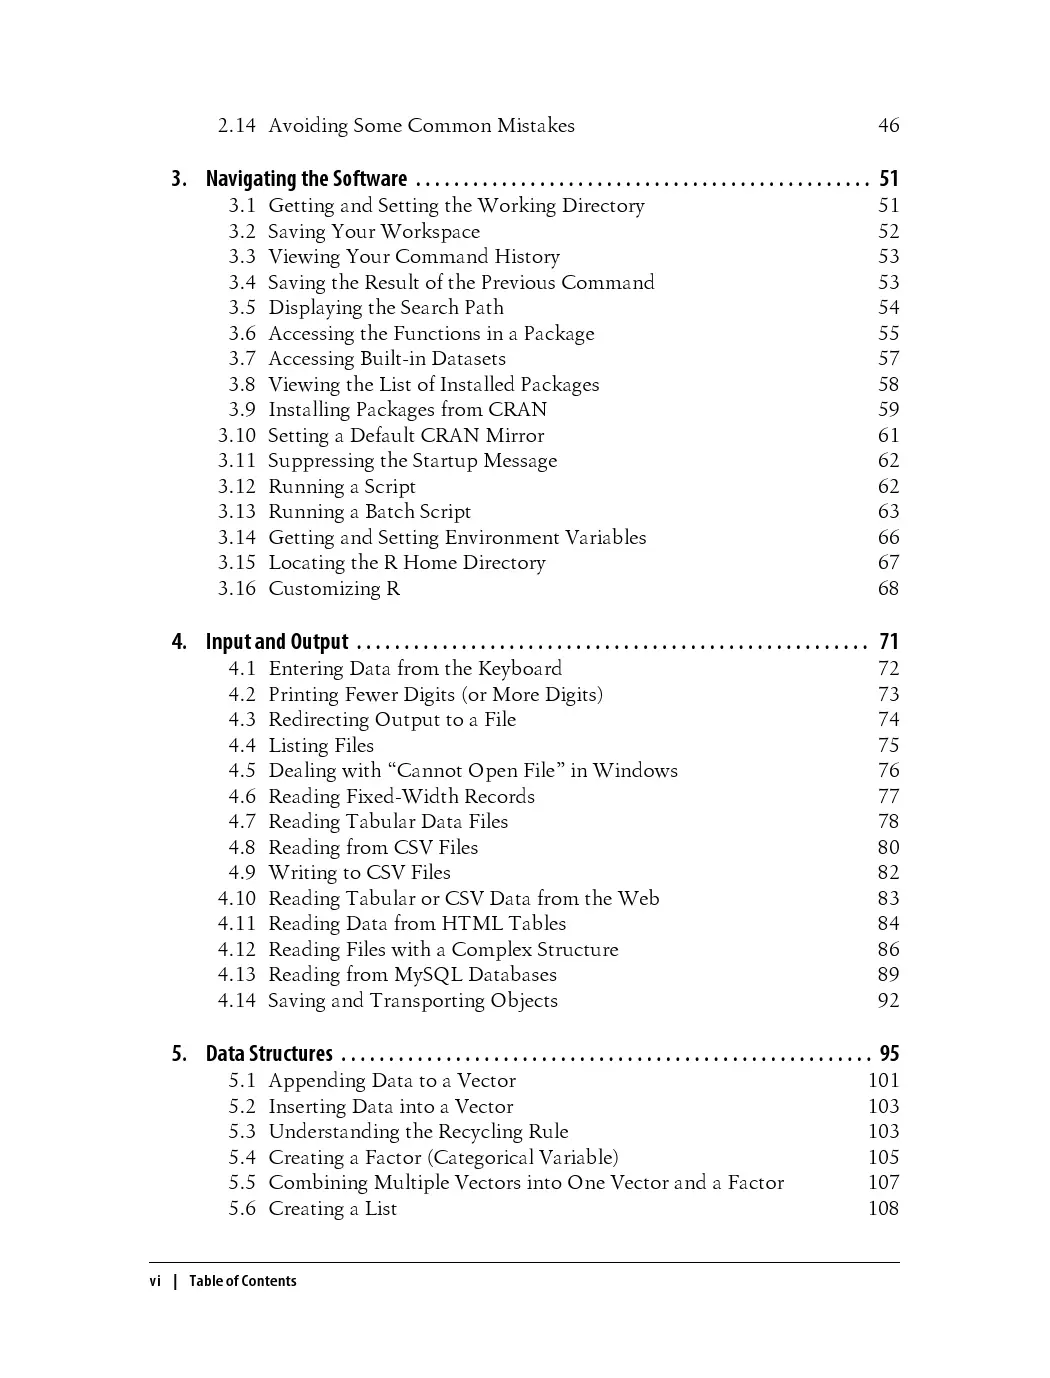 2.14 Avoiding Some Common Mistakes 46
3. Navigating the Software . . . . . . . . . . . . . . . . . . . . . . . . . . . . . . . . . . . . . . . . . . . . . . . . 51
3.1 Getting and Setting the Working Directory 51
3.2 Saving Your Workspace 52
3.3 Viewing Your Command History 53
3.4 Saving the Result of the Previous Command 53
3.5 Displaying the Search Path 54
3.6 Accessing the Functions in a Package 55
3.7 Accessing Built-in Datasets 57
3.8 Viewing the List of Installed Packages 58
3.9 Installing Packages from CRAN 59
3.10 Setting a Default CRAN Mirror 61
3.11 Suppressing the Startup Message 62
3.12 Running a Script 62
3.13 Running a Batch Script 63
3.14 Getting and Setting Environment Variables 66
3.15 Locating the R Home Directory 67
3.16 Customizing R 68
4. Input and Output . . . . . . . . . . . . . . . . . . . . . . . . . . . . . . . . . . . . . . . . . . . . . . . . . . . . . . 71
4.1 Entering Data from the Keyboard 72
4.2 Printing Fewer Digits (or More Digits) 73
4.3 Redirecting Output to a File 74
4.4 Listing Files 75
4.5 Dealing with “Cannot Open File” in Windows 76
4.6 Reading Fixed-Width Records 77
4.7 Reading Tabular Data Files 78
4.8 Reading from CSV Files 80
4.9 Writing to CSV Files 82
4.10 Reading Tabular or CSV Data from the Web 83
4.11 Reading Data from HTML Tables 84
4.12 Reading Files with a Complex Structure 86
4.13 Reading from MySQL Databases 89
4.14 Saving and Transporting Objects 92
5. Data Structures . . . . . . . . . . . . . . . . . . . . . . . . . . . . . . . . . . . . . . . . . . . . . . . . . . . . . . . . 95
5.1 Appending Data to a Vector 101
5.2 Inserting Data into a Vector 103
5.3 Understanding the Recycling Rule 103
5.4 Creating a Factor (Categorical Variable) 105
5.5 Combining Multiple Vectors into One Vector and a Factor 107
5.6 Creating a List 108
vi | Table of Contents